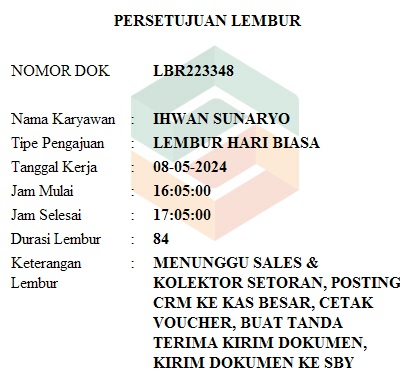 PERSETUJUAN LEMBUR
NOMOR DOK LBR223348
Nama Karyawan : IHWAN SUNARYO
Tipe Pengajuan : LEMBUR HARI BIASA
Tanggal Kerja : 08-05-2024
Jam Mulai : 16:05:00
Jam Selesai : 17:05:00
Durasi Lembur : 84
Keterangan : MENUNGGU SALES &
Lembur KOLEKTOR SETORAN, POSTING
CRM KE KAS BESAR, CETAK
VOUCHER, BUAT TANDA
TERIMA KIRIM DOKUMEN,
KIRIM DOKUMEN KE SBY